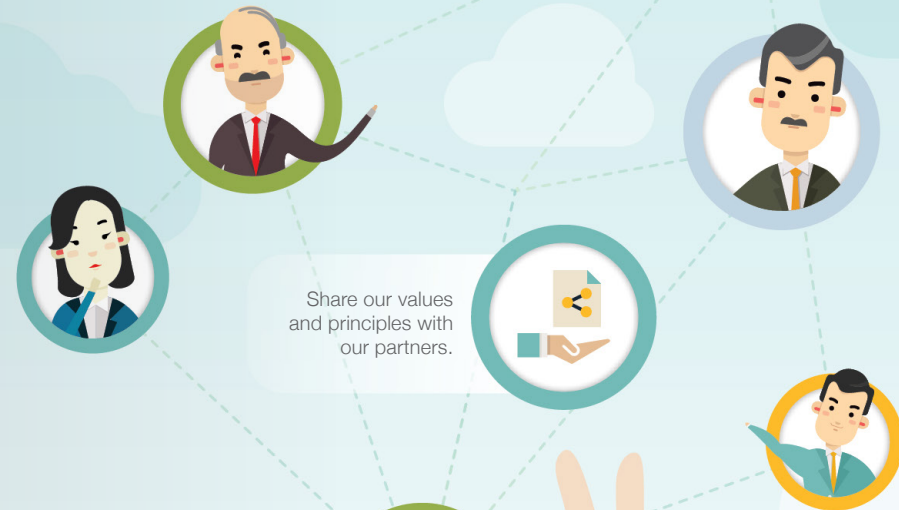 Share our values
and principles with
our partners.